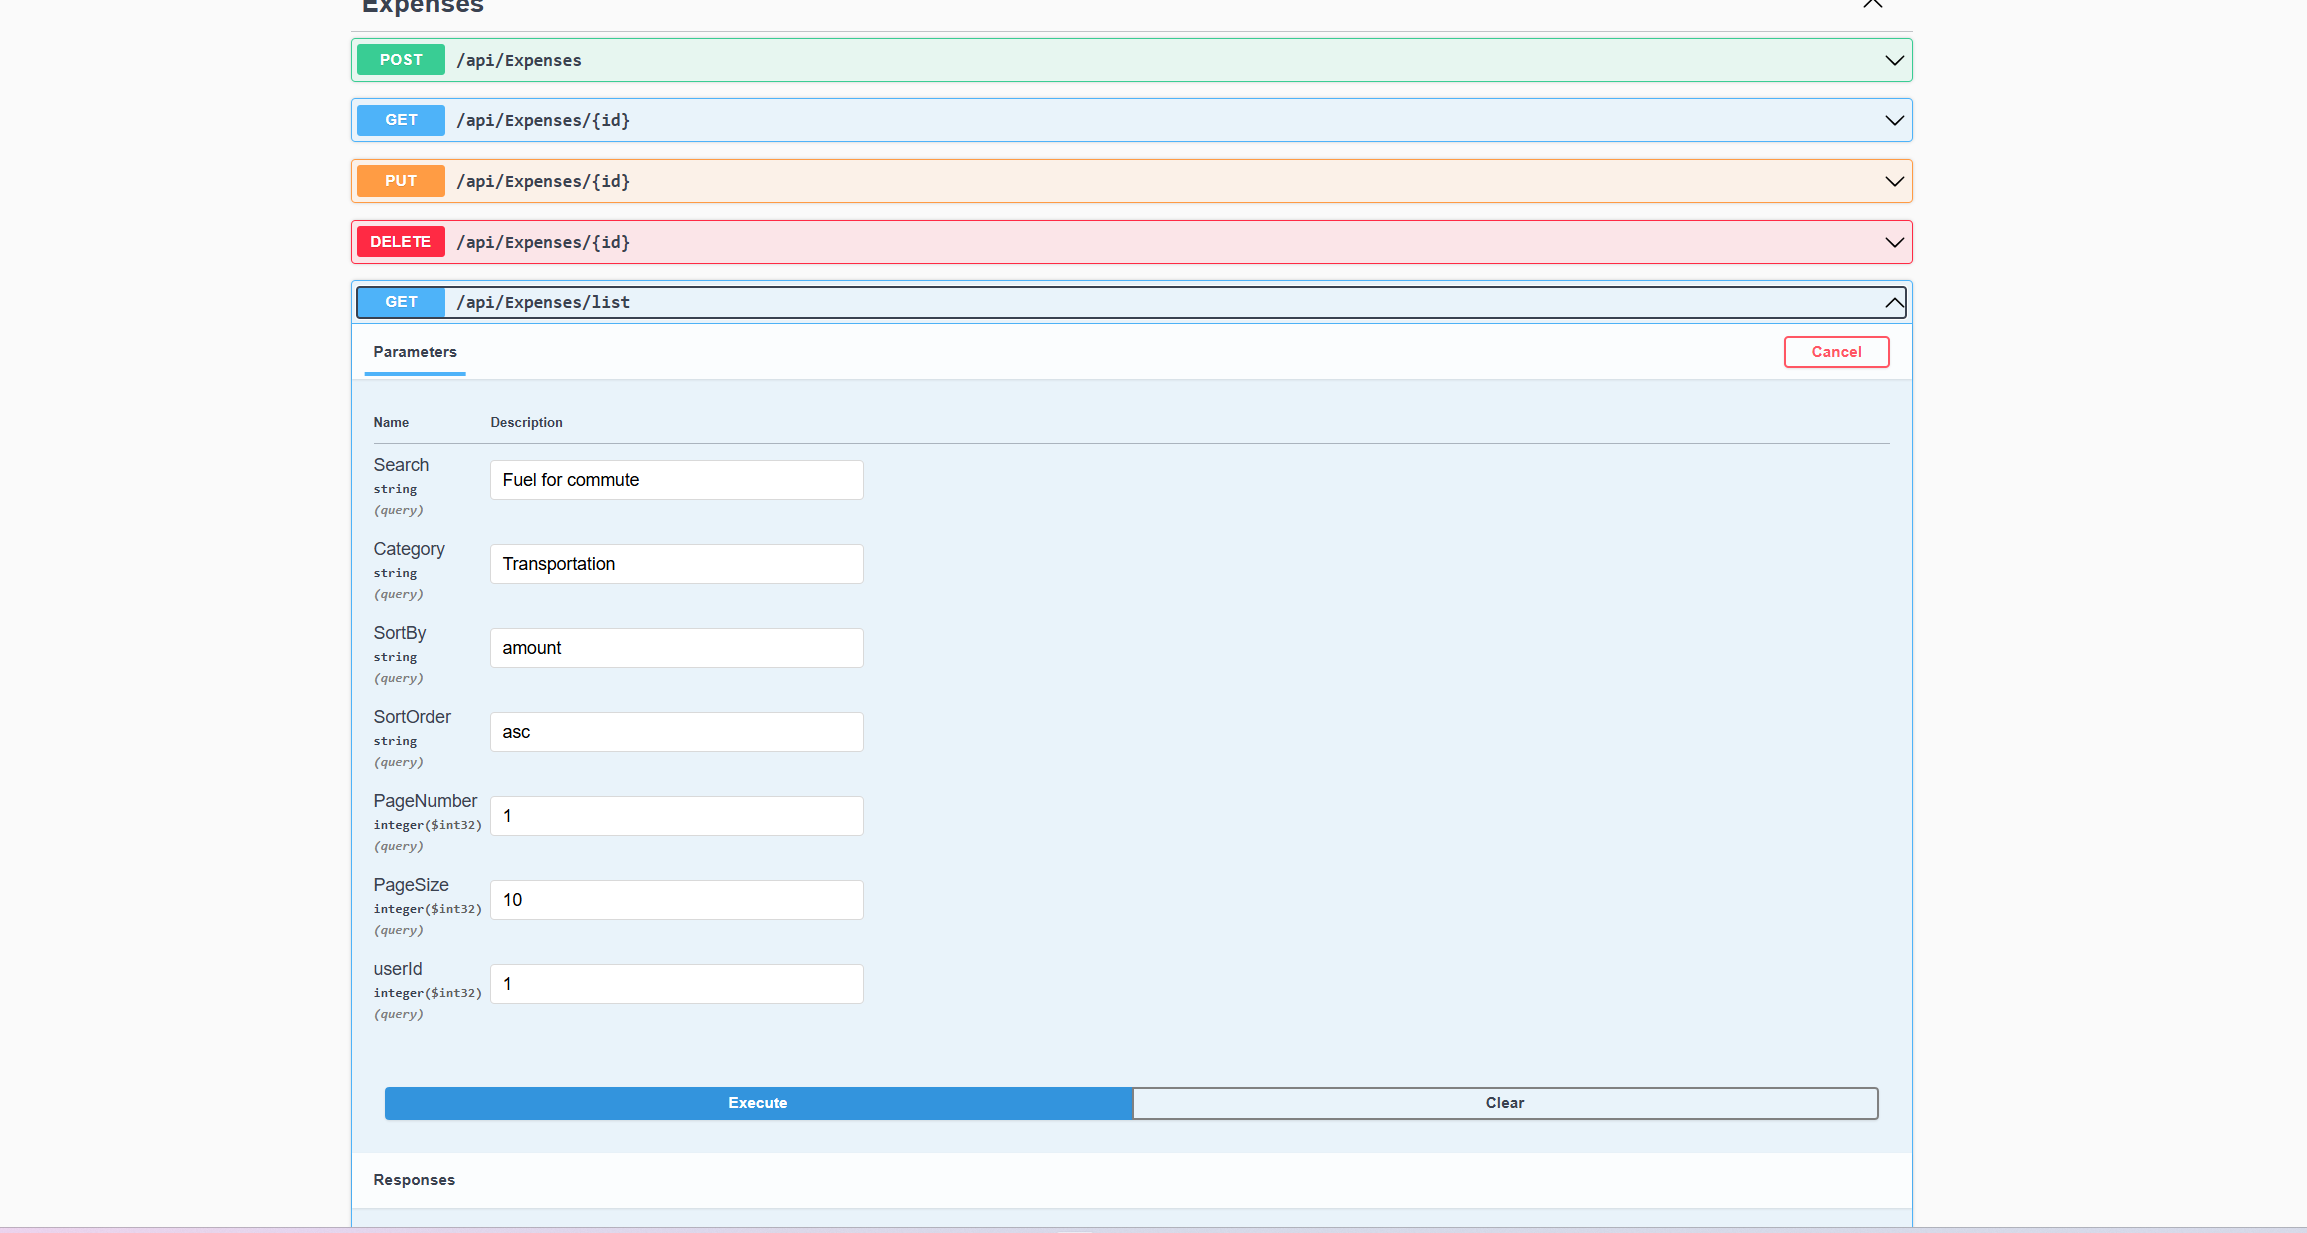 Expenses
POST /api/Expenses
GET /api/Expenses/{id}
PUT /api/Expenses/{id}
DELETE /api/Expenses/{id}
GET /api/Expenses/list
Parameters
Cancel
Name Description
Search
string
(query)
Fuel for commute
Category
string
(query)
Transportation
SortBy
string
(query)
amount
SortOrder
string
(query)
asc
PageNumber
integer($int32)
(query)
1
PageSize
integer($int32)
(query)
10
userId
integer($int32)
(query)
1
Execute Clear
Responses